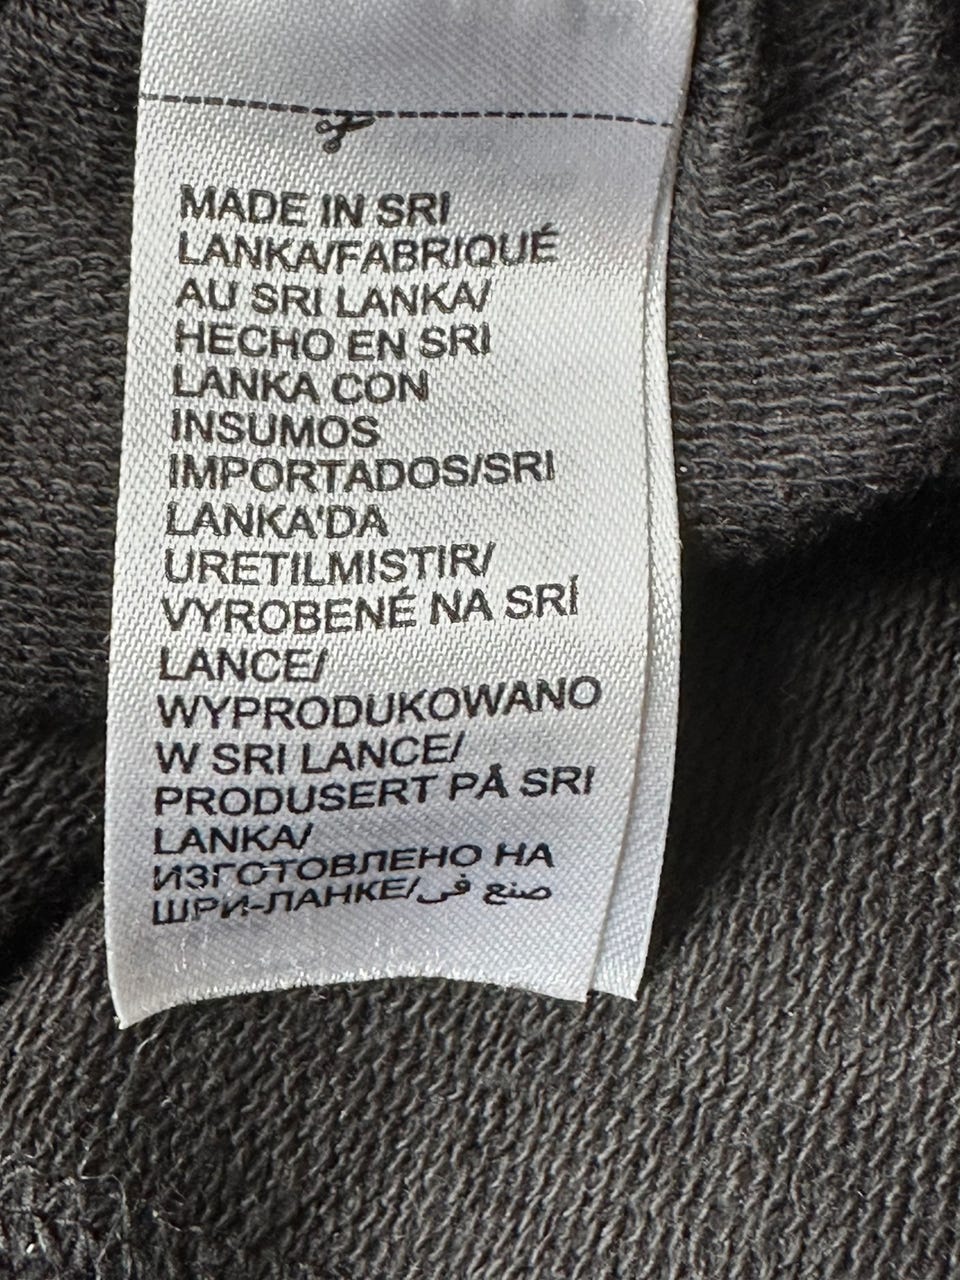 MADE IN SRI
LANKA/FABRIQUÉ
AU SRI LANKA/
HECHO EN SRI
LANKA CON
INSUMOS
IMPORTADOS/SRI
LANKA'DA
URETILMISTIR/
VYROBENÉ NA SRÍ
LANCE/
WYPRODUKOWANO
W SRI LANCE/
PRODUSERT PÅ SRI
LANKA/
ИЗГОТОВЛЕНО НА
ШРИ-ЛАНКЕ/صنع في